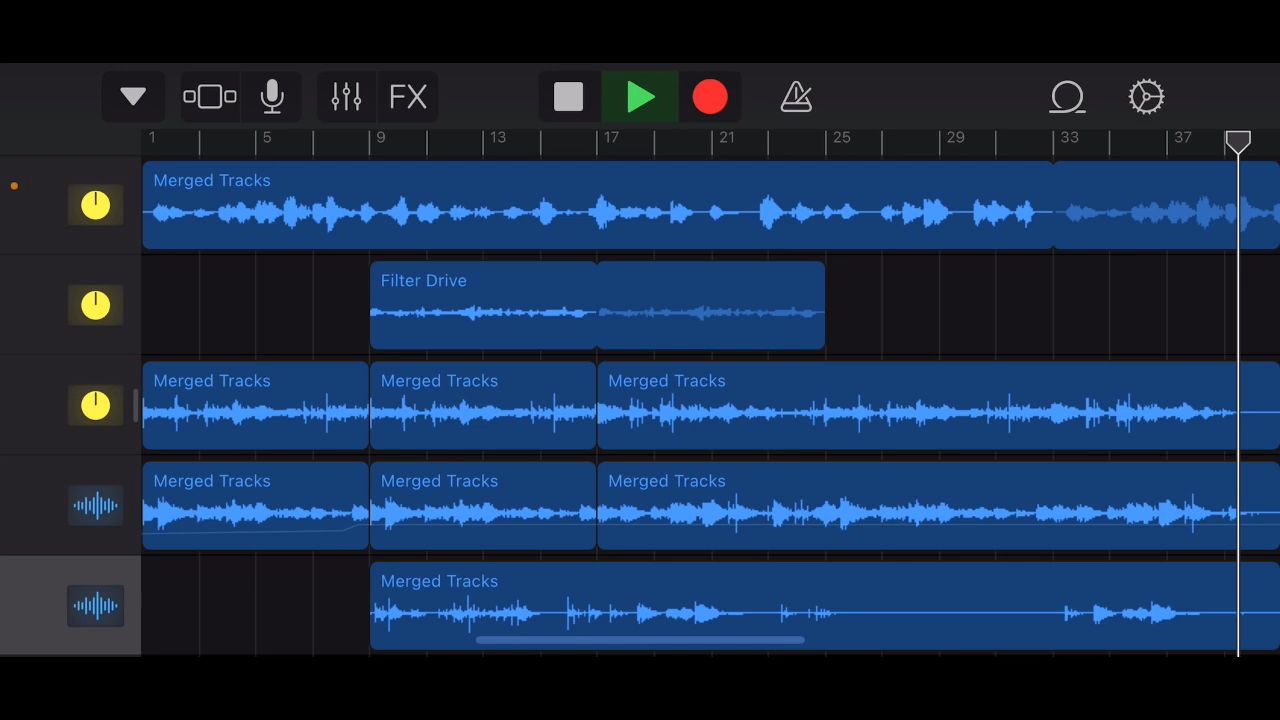 FX
1 5 9 13 17 21 25 29 33 37
Merged Tracks
Filter Drive
Merged Tracks Merged Tracks Merged Tracks
Merged Tracks Merged Tracks Merged Tracks
Merged Tracks